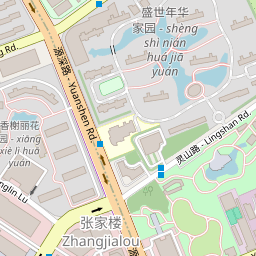 盛世年华
家园 - shèng
shì nián
huá jiā
yuán
源深路 - Yuanshen Rd.
g Rd.
香榭丽花
园 - xiāng
xiè lì huā
yuán
灵山路 - Lingshan Rd.
nglin Lu
张家楼
Zhangjialou